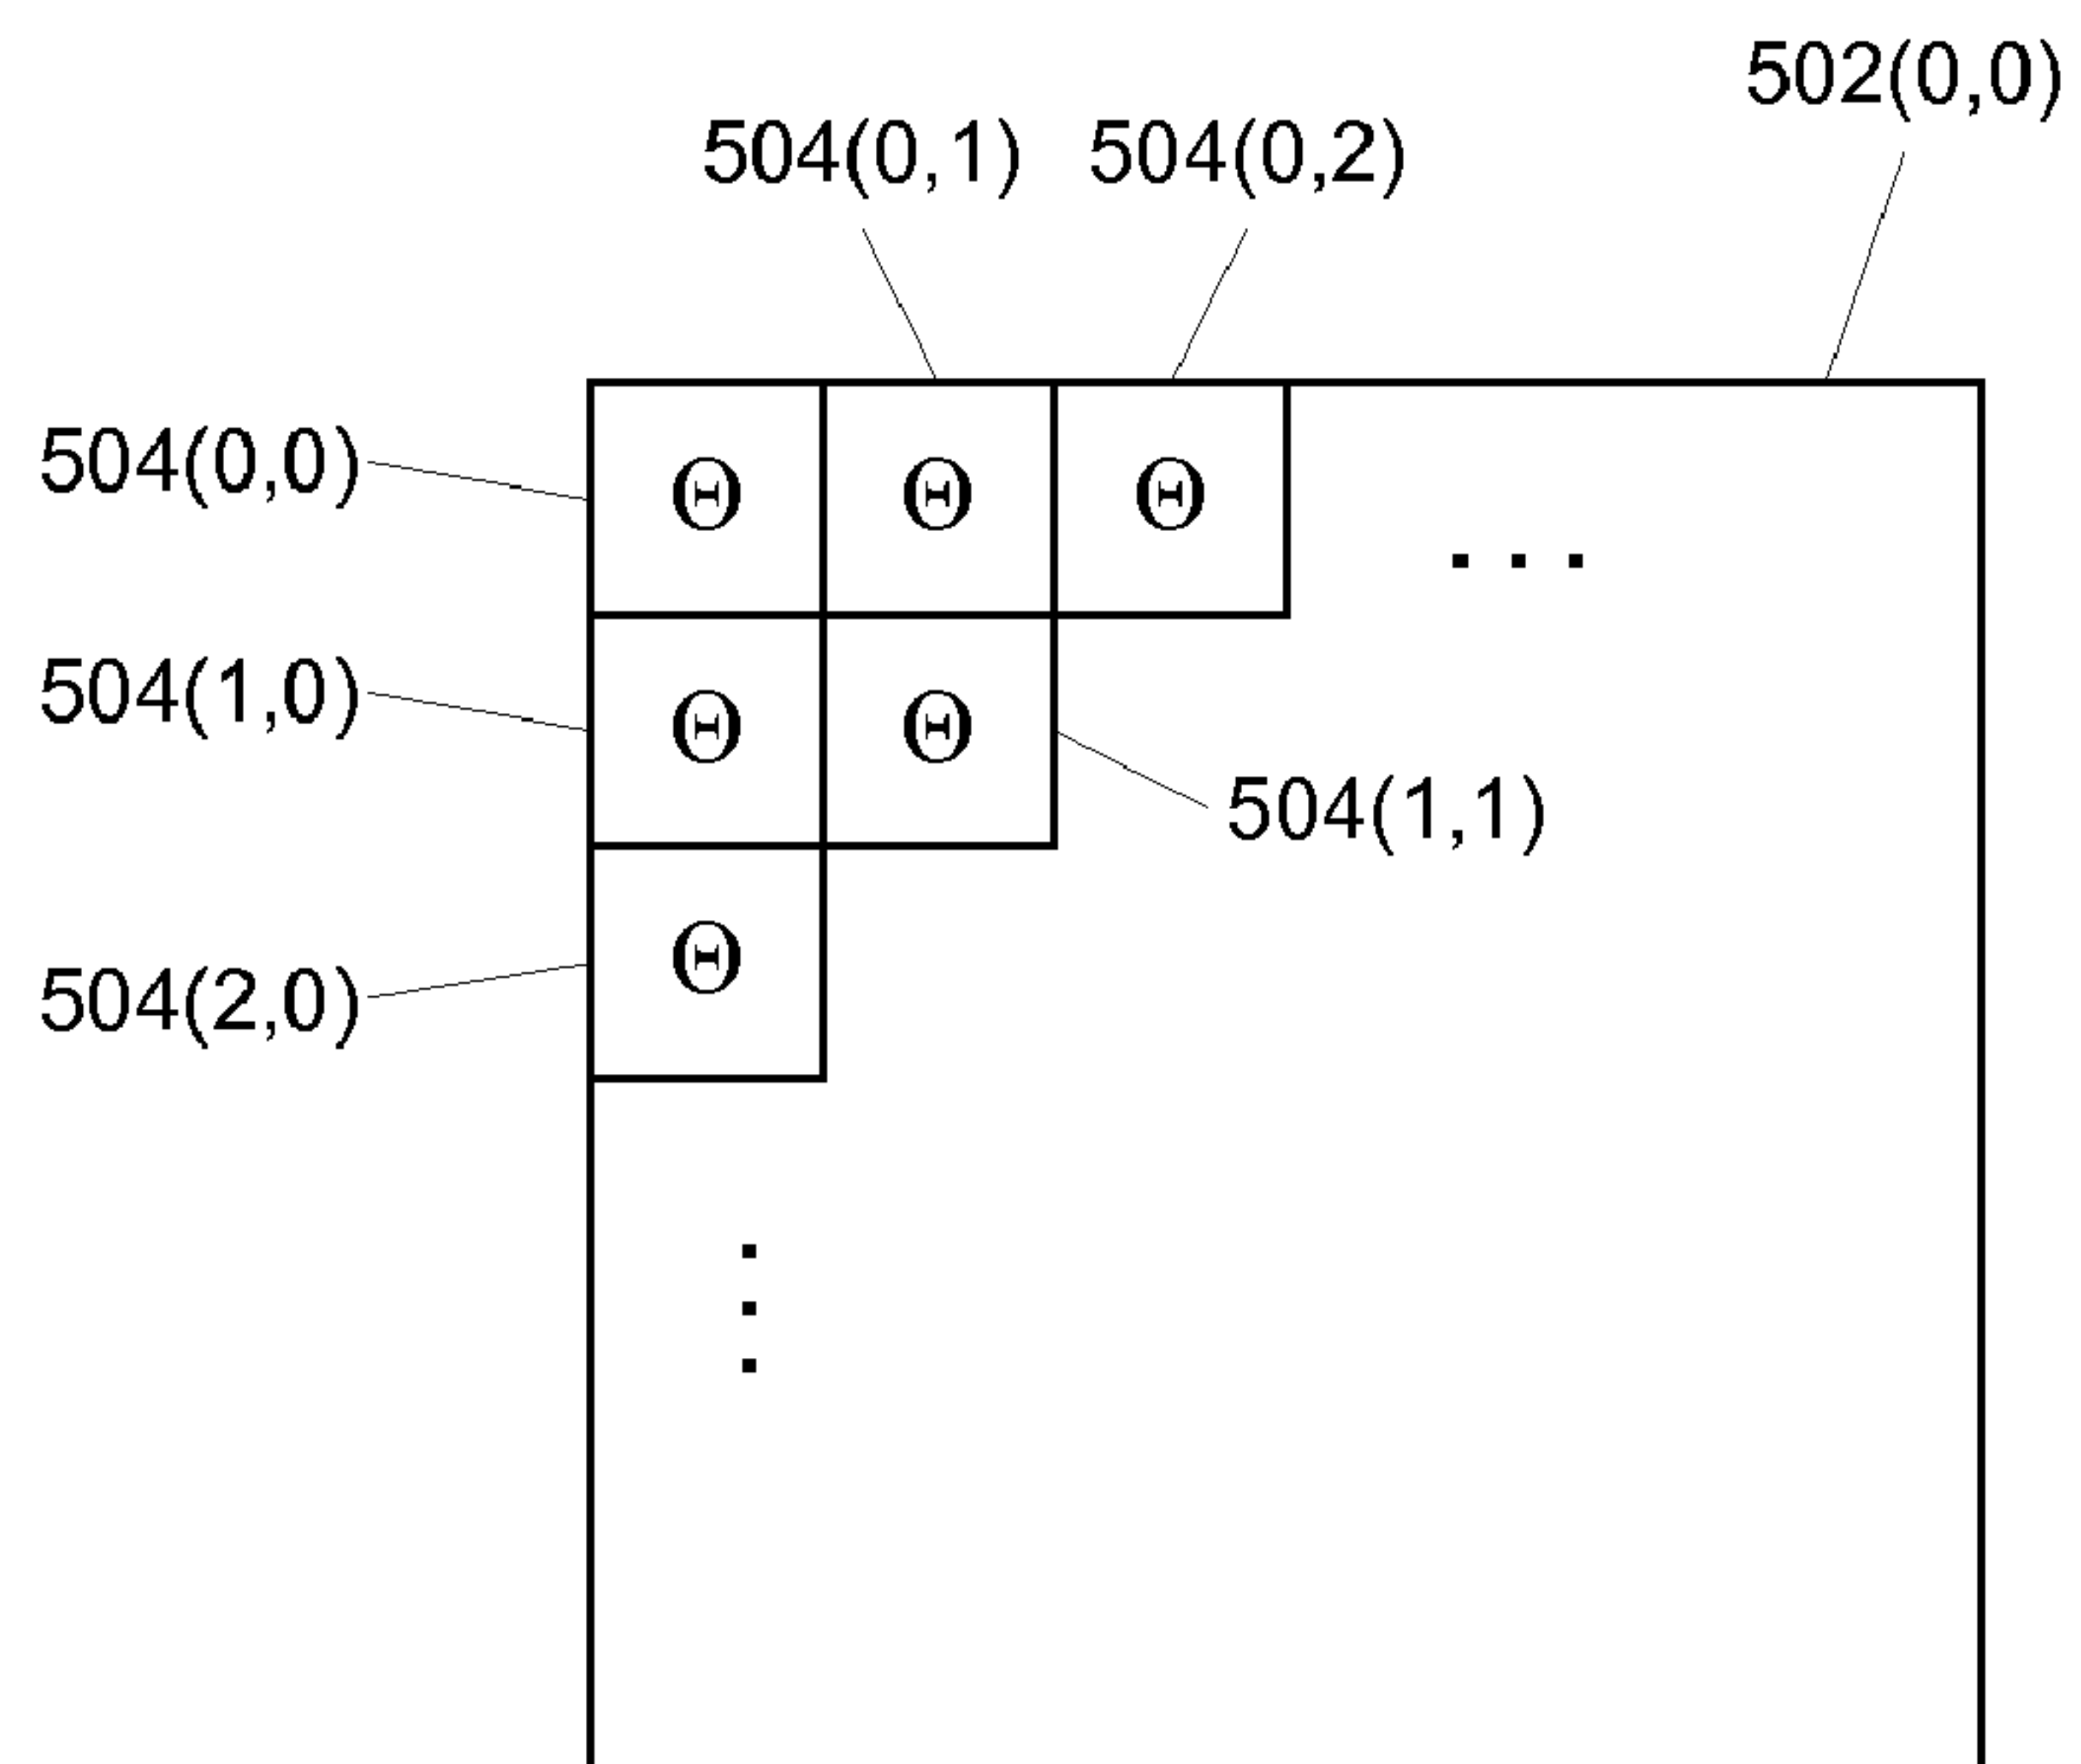 502(0,0)
504(0,1) 504(0,2)
504(0,0)
Θ Θ Θ
. . .
504(1,0)
Θ Θ
504(1,1)
Θ
504(2,0)
.
.
.